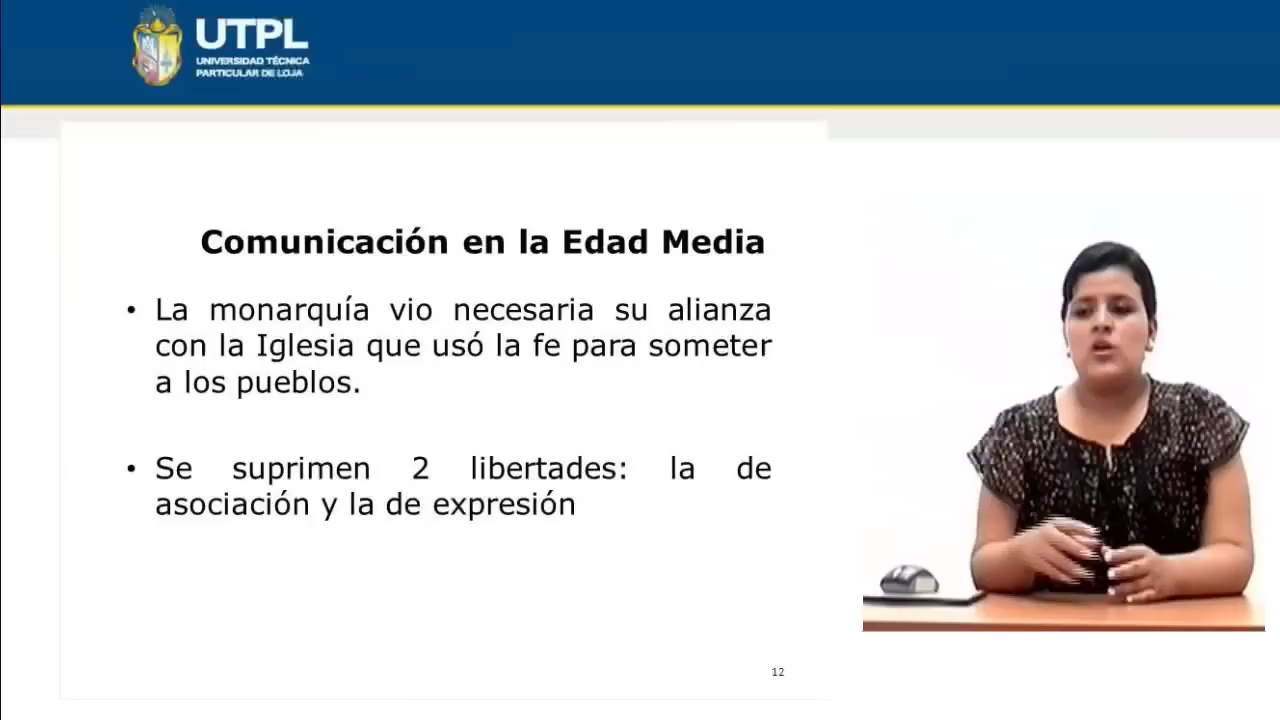 UTPL
UNIVERSIDAD TÉCNICA
PARTICULAR DE LOJA
Comunicación en la Edad Media
• La monarquía vio necesaria su alianza
con la Iglesia que usó la fe para someter
a los pueblos.
• Se suprimen 2 libertades: la de
asociación y la de expresión
12